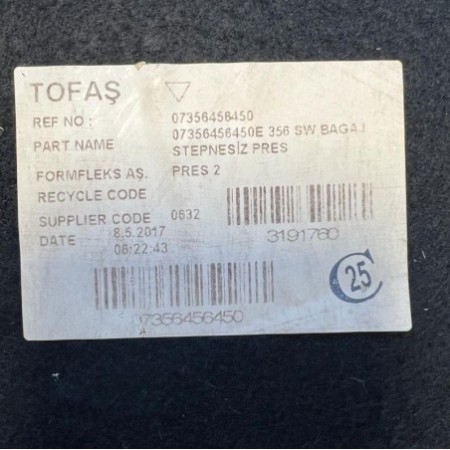 TOFAŞ
REF NO : 07356456450
07356456450E 356 SW BAGAJ
PART NAME STEPNESİZ PRES
FORMFLEKS AŞ. PRES 2
RECYCLE CODE
SUPPLIER CODE 0632
DATE 8.5.2017
06:22:43
3191760
25
07356456450